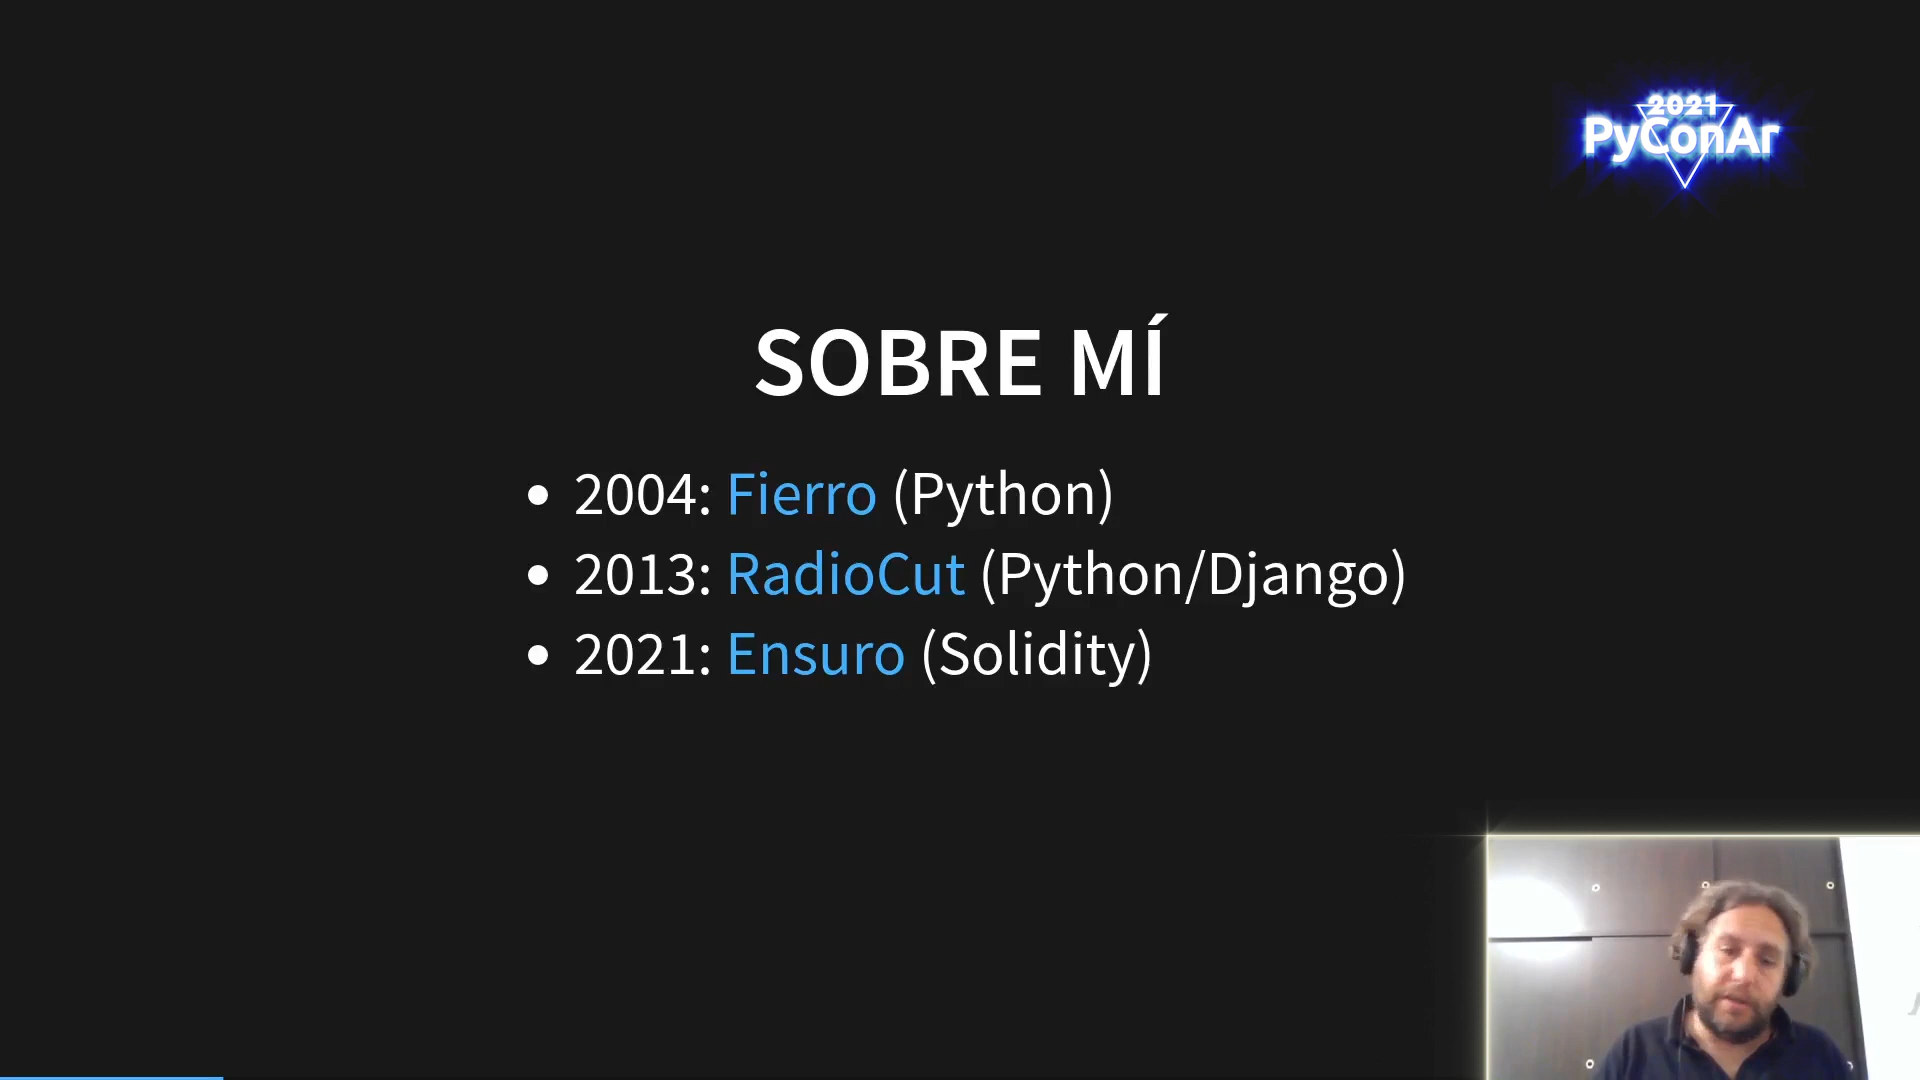 2021
PyConAr
SOBRE MÍ
• 2004: Fierro (Python)
• 2013: RadioCut (Python/Django)
• 2021: Ensuro (Solidity)